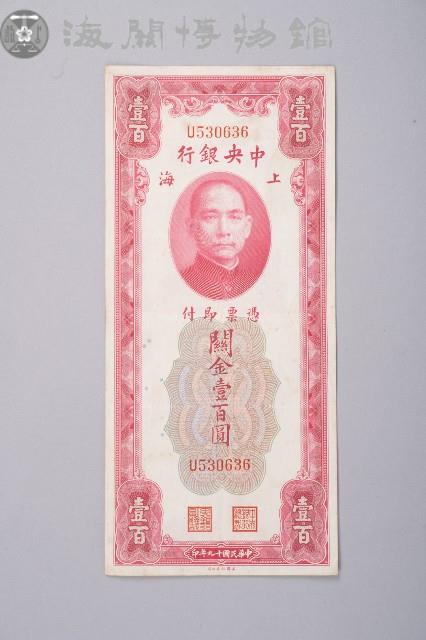 海關博物館
壹百
壹百
U530636
中央銀行
上海
憑票即付
關金壹百圓
U530636
壹百
壹百
中華民國十九年印